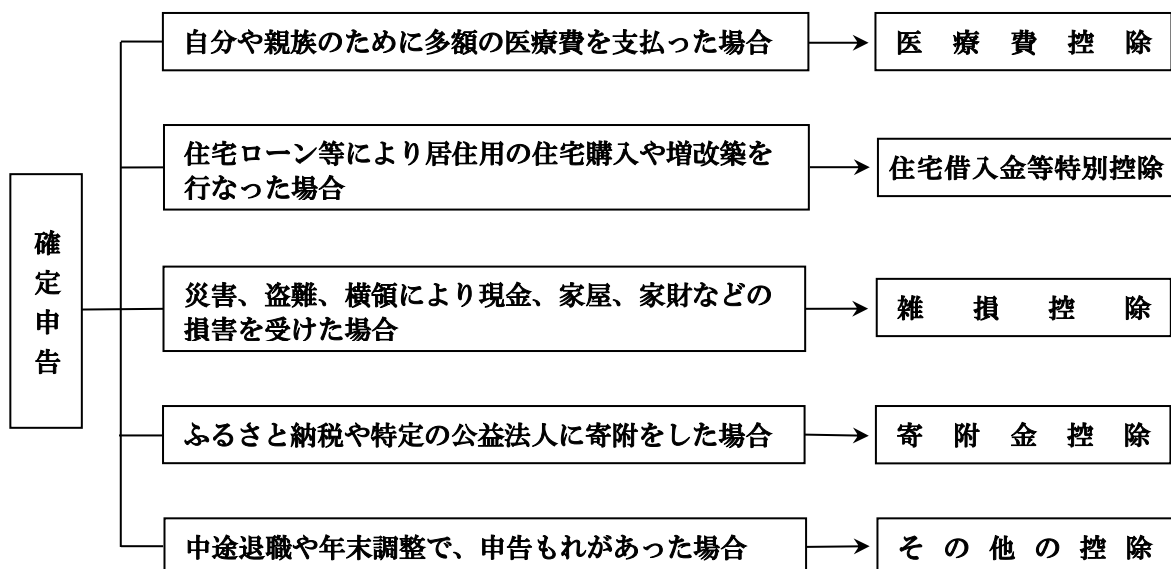 確定申告
自分や親族のために多額の医療費を支払った場合
医療費控除
住宅ローン等により居住用の住宅購入や増改築を
行なった場合
住宅借入金等特別控除
災害、盗難、横領により現金、家屋、家財などの
損害を受けた場合
雑損控除
ふるさと納税や特定の公益法人に寄附をした場合
寄附金控除
中途退職や年末調整で、申告もれがあった場合
その他の控除